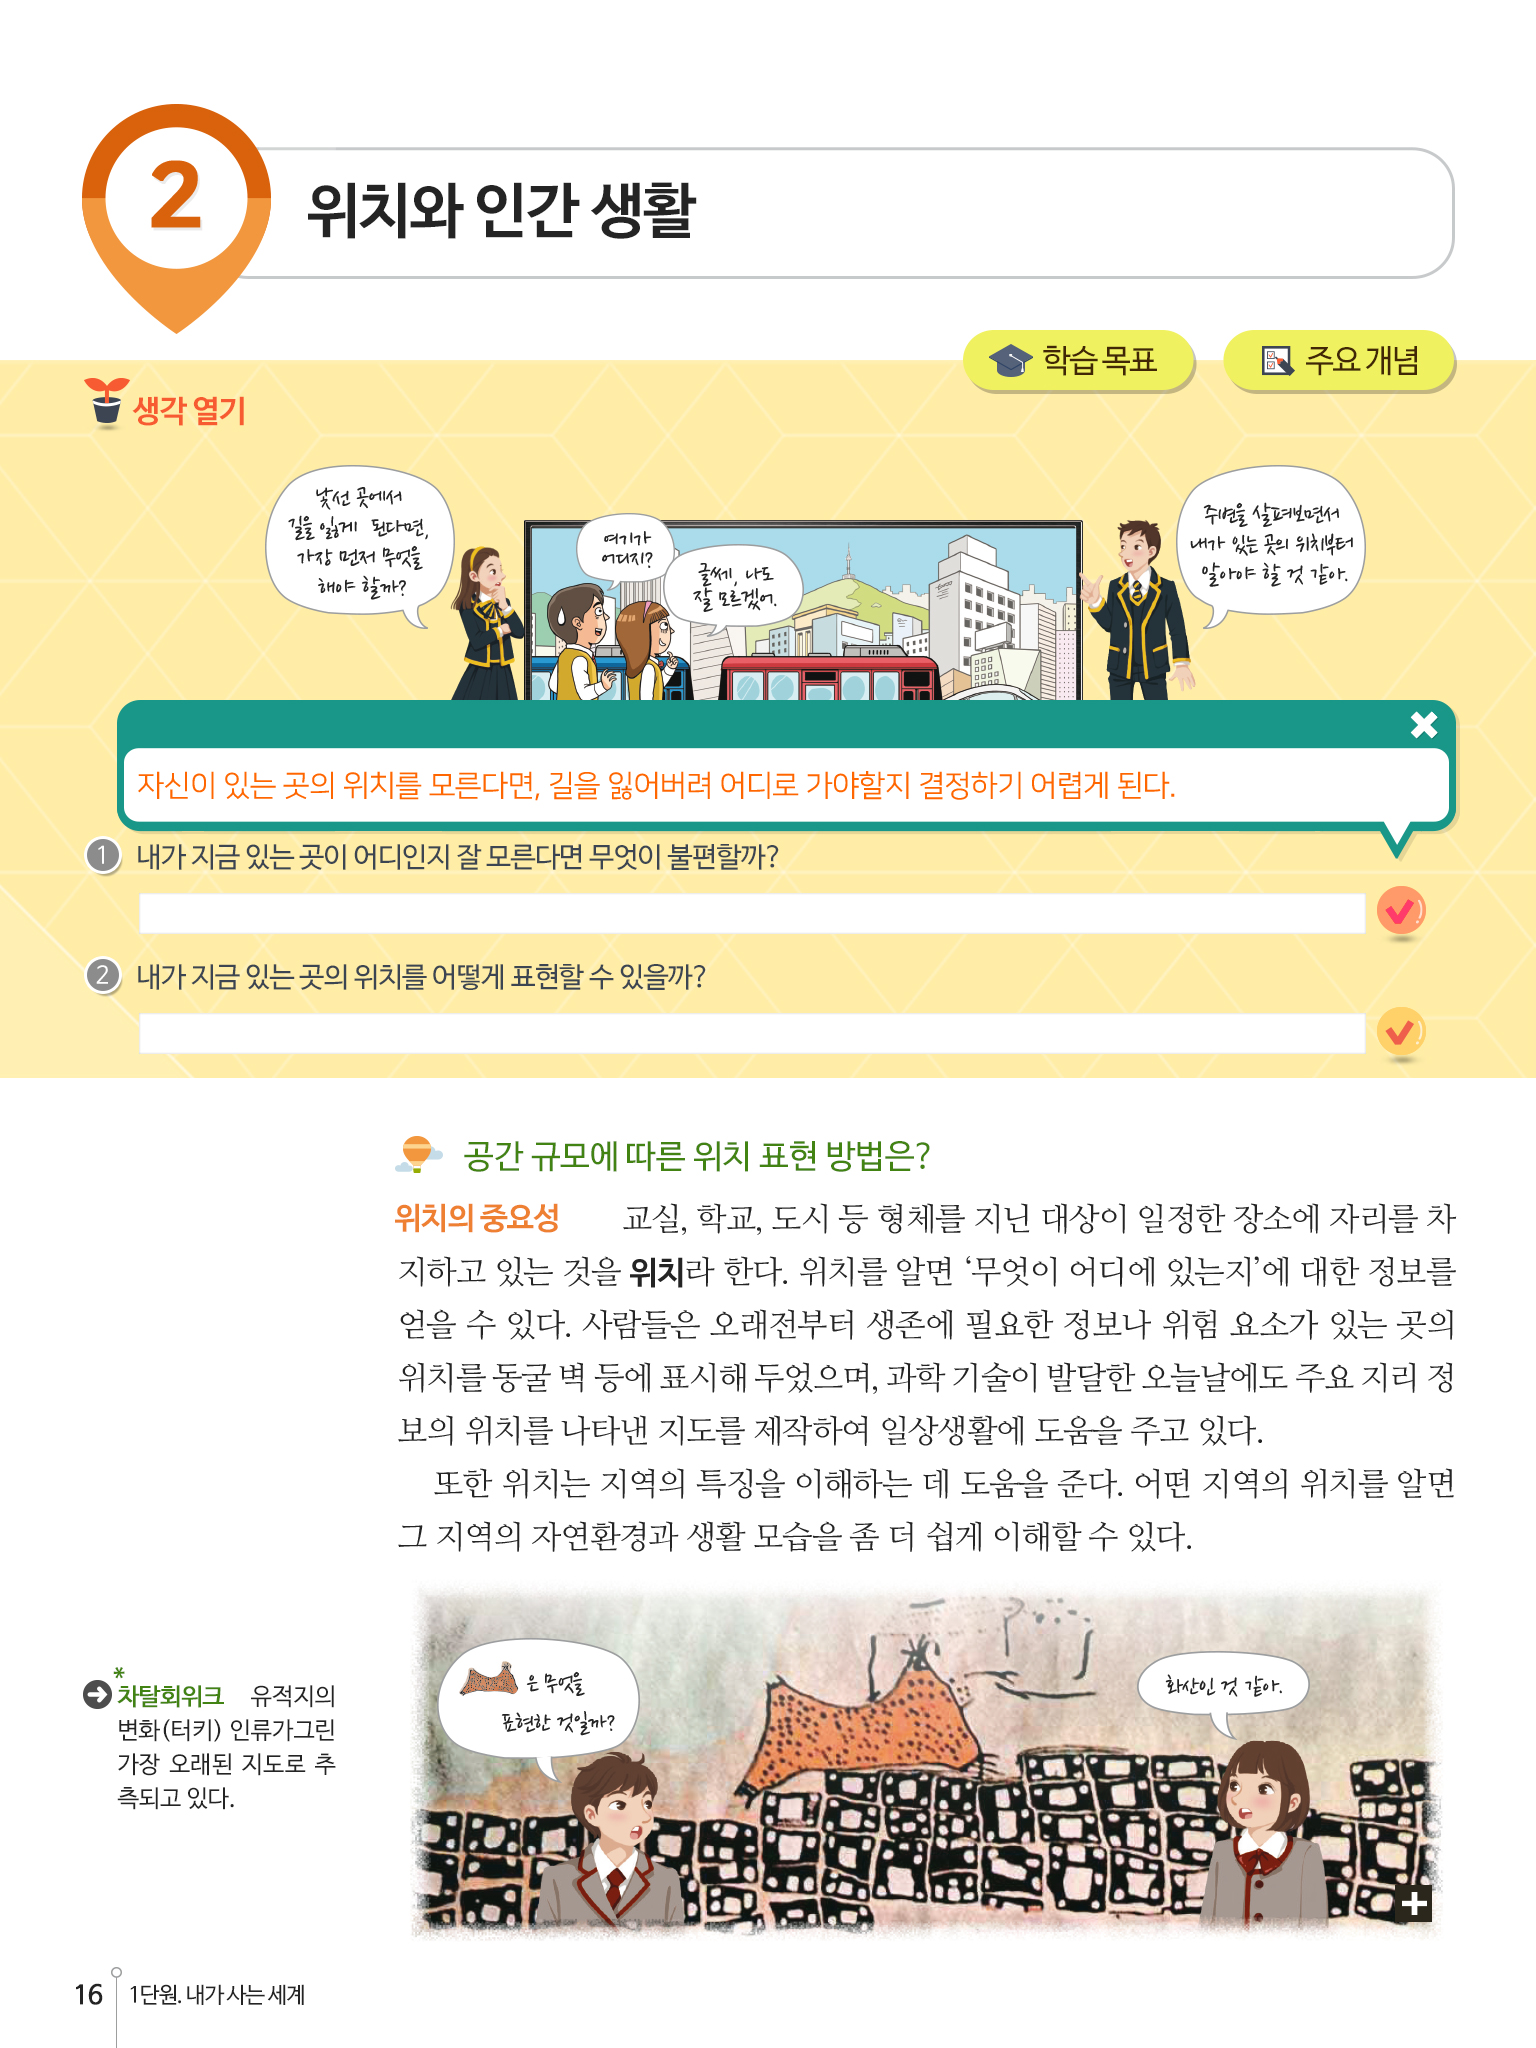 2
위치와 인간 생활
학습 목표
주요 개념
생각 열기
낯선 곳에서
길을 잃게 된다면,
가장 먼저 무엇을
해야 할까?
여기가
어디지?
글쎄, 나도
잘 모르겠어.
주변을 살펴보면서
내가 있는 곳의 위치부터
알아야 할 것 같아.
자신이 있는 곳의 위치를 모른다면, 길을 잃어버려 어디로 가야할지 결정하기 어렵게 된다.
1 내가 지금 있는 곳이 어디인지 잘 모른다면 무엇이 불편할까?
2 내가 지금 있는 곳의 위치를 어떻게 표현할 수 있을까?
공간 규모에 따른 위치 표현 방법은?
위치의 중요성 교실, 학교, 도시 등 형체를 지닌 대상이 일정한 장소에 자리를 차
지하고 있는 것을 위치라 한다. 위치를 알면 ‘무엇이 어디에 있는지’에 대한 정보를
얻을 수 있다. 사람들은 오래전부터 생존에 필요한 정보나 위험 요소가 있는 곳의
위치를 동굴 벽 등에 표시해 두었으며, 과학 기술이 발달한 오늘날에도 주요 지리 정
보의 위치를 나타낸 지도를 제작하여 일상생활에 도움을 주고 있다.
또한 위치는 지역의 특징을 이해하는 데 도움을 준다. 어떤 지역의 위치를 알면
그 지역의 자연환경과 생활 모습을 좀 더 쉽게 이해할 수 있다.
*
차탈회위크 유적지의
변화(터키) 인류가그린
가장 오래된 지도로 추
측되고 있다.
은 무엇을
표현한 것일까?
화산인 것 같아.
16 1단원. 내가 사는 세계